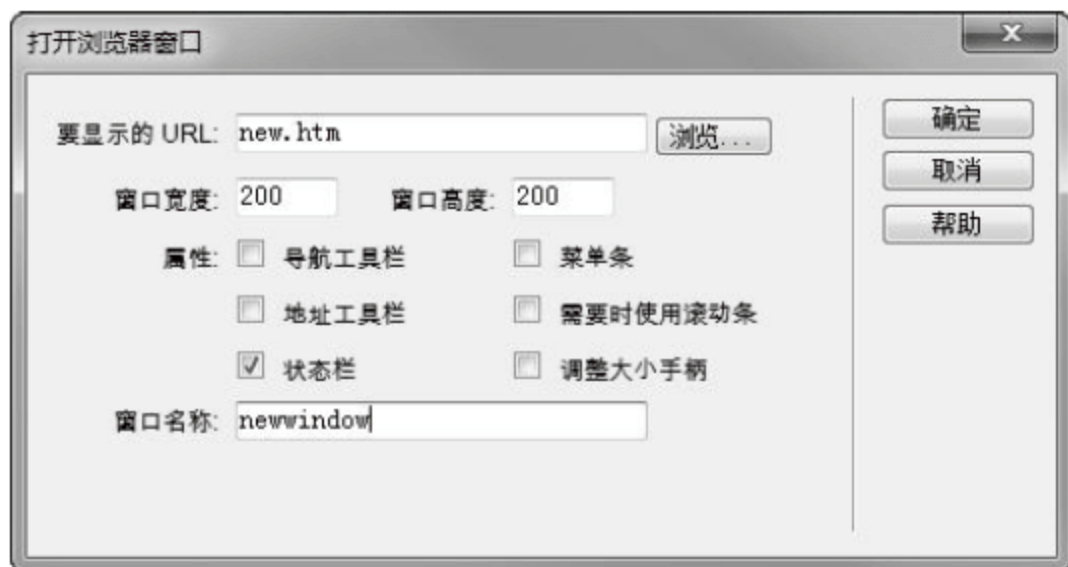 打开浏览器窗口
要显示的 URL: new.htm 浏览... 确定
取消
窗口宽度: 200 窗口高度: 200
帮助
属性: 导航工具栏 菜单条
地址工具栏 需要时使用滚动条
状态栏 调整大小手柄
窗口名称: newwindow